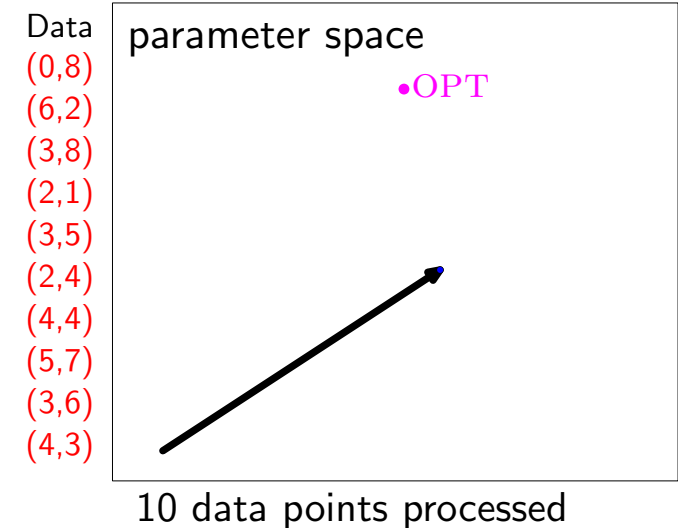 Data
(0,8)
(6,2)
(3,8)
(2,1)
(3,5)
(2,4)
(4,4)
(5,7)
(3,6)
(4,3)
parameter space
OPT
10 data points processed